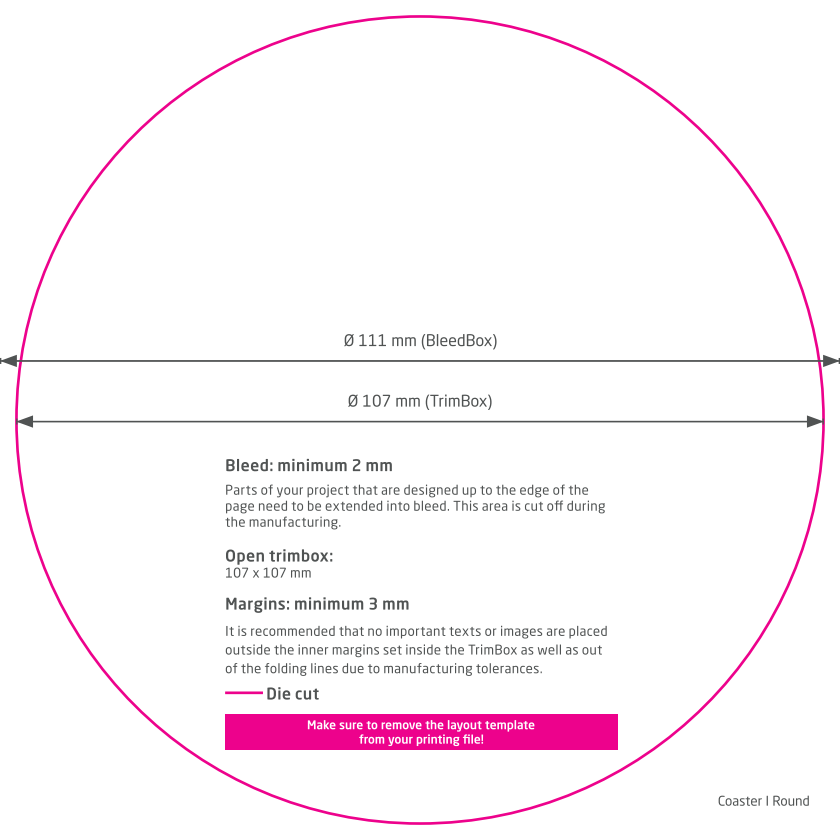 Ø 111 mm (BleedBox)
Ø 107 mm (TrimBox)
Bleed: minimum 2 mm
Parts of your project that are designed up to the edge of the
page need to be extended into bleed. This area is cut off during
the manufacturing.
Open trimbox:
107 x 107 mm
Margins: minimum 3 mm
It is recommended that no important texts or images are placed
outside the inner margins set inside the TrimBox as well as out
of the folding lines due to manufacturing tolerances.
Die cut
Make sure to remove the layout template
from your printing file!
Coaster I Round